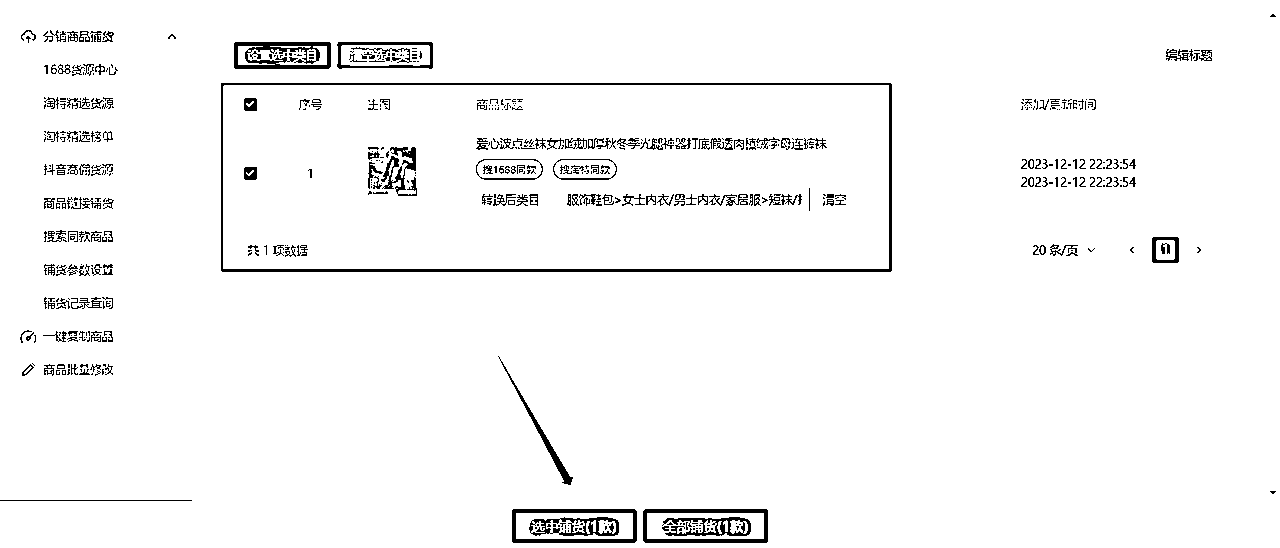 分销商品铺货
1688货源中心
淘特精选货源
淘特精选榜单
抖音商佣货源
商品链接铺货
搜索同款商品
铺货参数设置
铺货记录查询
一键复制商品
商品批量修改
设置选中类目 清空选中类目
编辑标题
序号 主图 商品标题 添加/更新时间
爱心波点丝袜女加绒加厚秋冬季光腿神器打底假透肉植绒字母连裤袜
1 搜1688同款 搜淘特同款
2023-12-12 22:23:54
2023-12-12 22:23:54
转换后类目 服饰鞋包>女士内衣/男士内衣/家居服>短袜/ 清空
共 1 项数据
20 条/页 1
选中铺货(1款) 全部铺货(1款)